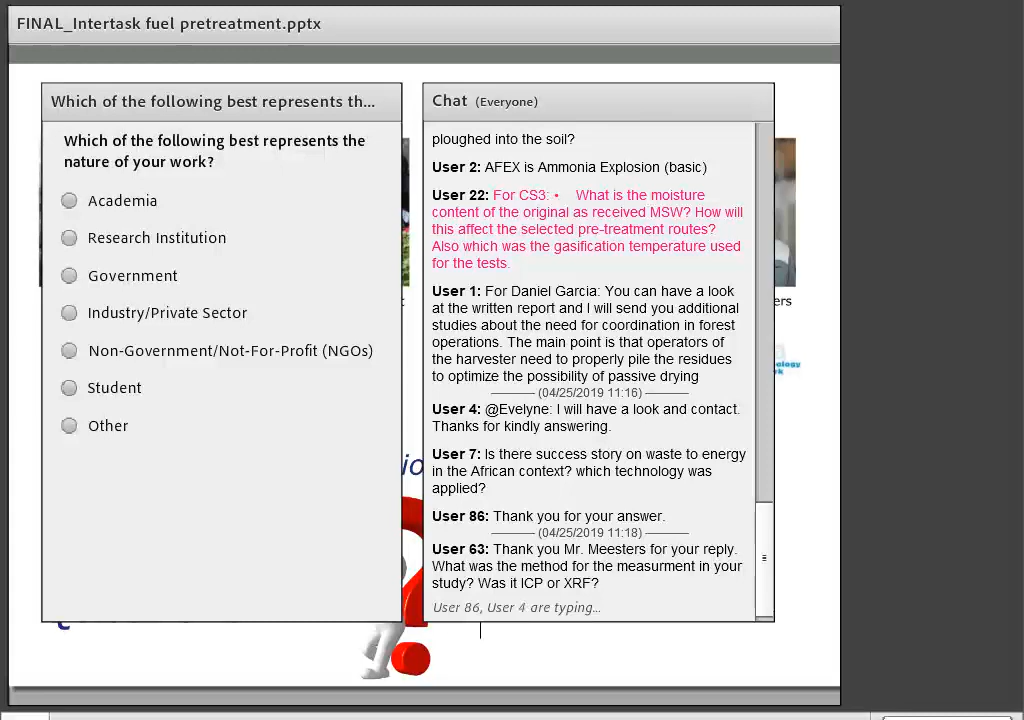 FINAL_Intertask fuel pretreatment.pptx
Which of the following best represents th...
Which of the following best represents the
nature of your work?
Academia
Research Institution
Government
Industry/Private Sector
Non-Government/Not-For-Profit (NGOs)
Student
Other
Chat (Everyone)
ploughed into the soil?
User 2: AFEX is Ammonia Explosion (basic)
User 22: For CS3: • What is the moisture
content of the original as received MSW? How will
this affect the selected pre-treatment routes?
Also which was the gasification temperature used
for the tests.
User 1: For Daniel Garcia: You can have a look
at the written report and I will send you additional
studies about the need for coordination in forest
operations. The main point is that operators of
the harvester need to properly pile the residues
to optimize the possibility of passive drying
(04/25/2019 11:16)
User 4: @Evelyne: I will have a look and contact.
Thanks for kindly answering.
User 7: Is there success story on waste to energy
in the African context? which technology was
applied?
User 86: Thank you for your answer.
(04/25/2019 11:18)
User 63: Thank you Mr. Meesters for your reply.
What was the method for the measurment in your
study? Was it ICP or XRF?
User 86, User 4 are typing...